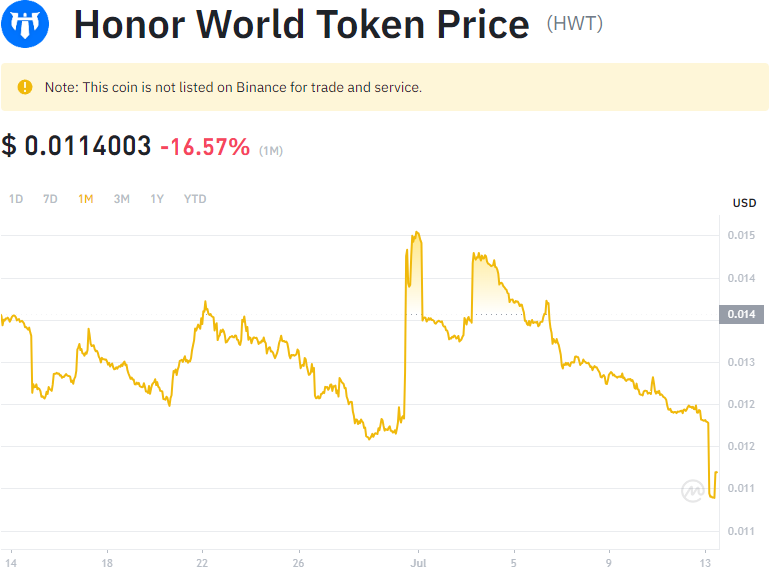 Honor World Token Price (HWT)
Note: This coin is not listed on Binance for trade and service.
$ 0.0114003 -16.57% (1M)
1D 7D 1M 3M 1Y YTD
USD
0.015
0.014
0.014
0.013
0.012
0.012
0.011
0.011
14 18 22 26 Jul 5 9 13